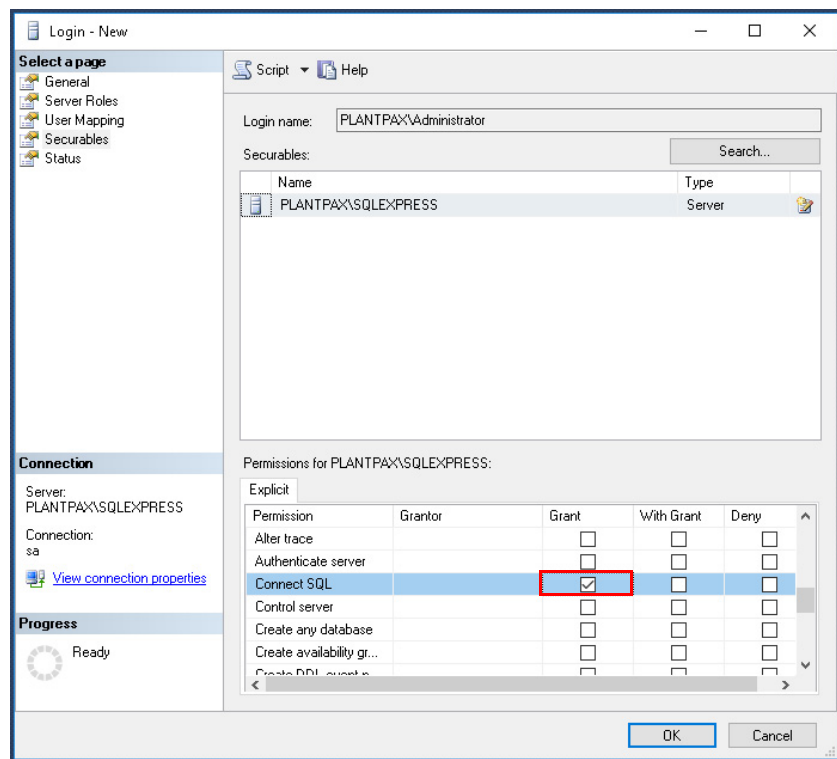 Login - New
Select a page
General
Server Roles
User Mapping
Securables
Status
Script Help
Login name: PLANTPAX\Administrator
Securables: Search...
Name Type
PLANTPAX\SQLEXPRESS Server
Connection
Server:
PLANTPAX\SQLEXPRESS
Connection:
sa
View connection properties
Progress
Ready
Permissions for PLANTPAX\SQLEXPRESS:
Explicit
Permission Grantor Grant With Grant Deny
Alter trace
Authenticate server
Connect SQL
Control server
Create any database
Create availability gr...
Create DDL event n
OK Cancel